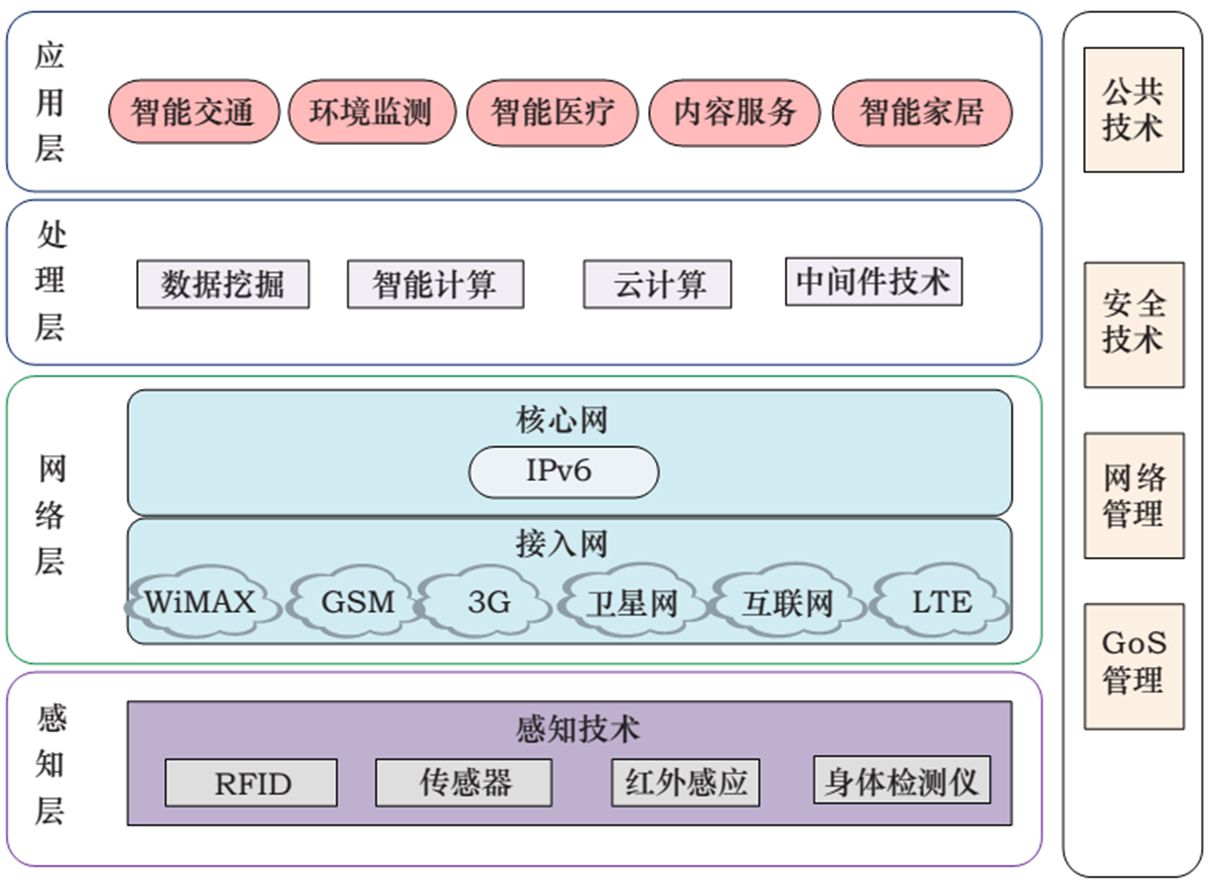 应用层
智能交通
环境监测
智能医疗
内容服务
智能家居
处理层
数据挖掘
智能计算
云计算
中间件技术
网络层
核心网
IPv6
接入网
WiMAX
GSM
3G
卫星网
互联网
LTE
感知层
感知技术
RFID
传感器
红外感应
身体检测仪
公共
技术
安全
技术
网络
管理
GoS
管理